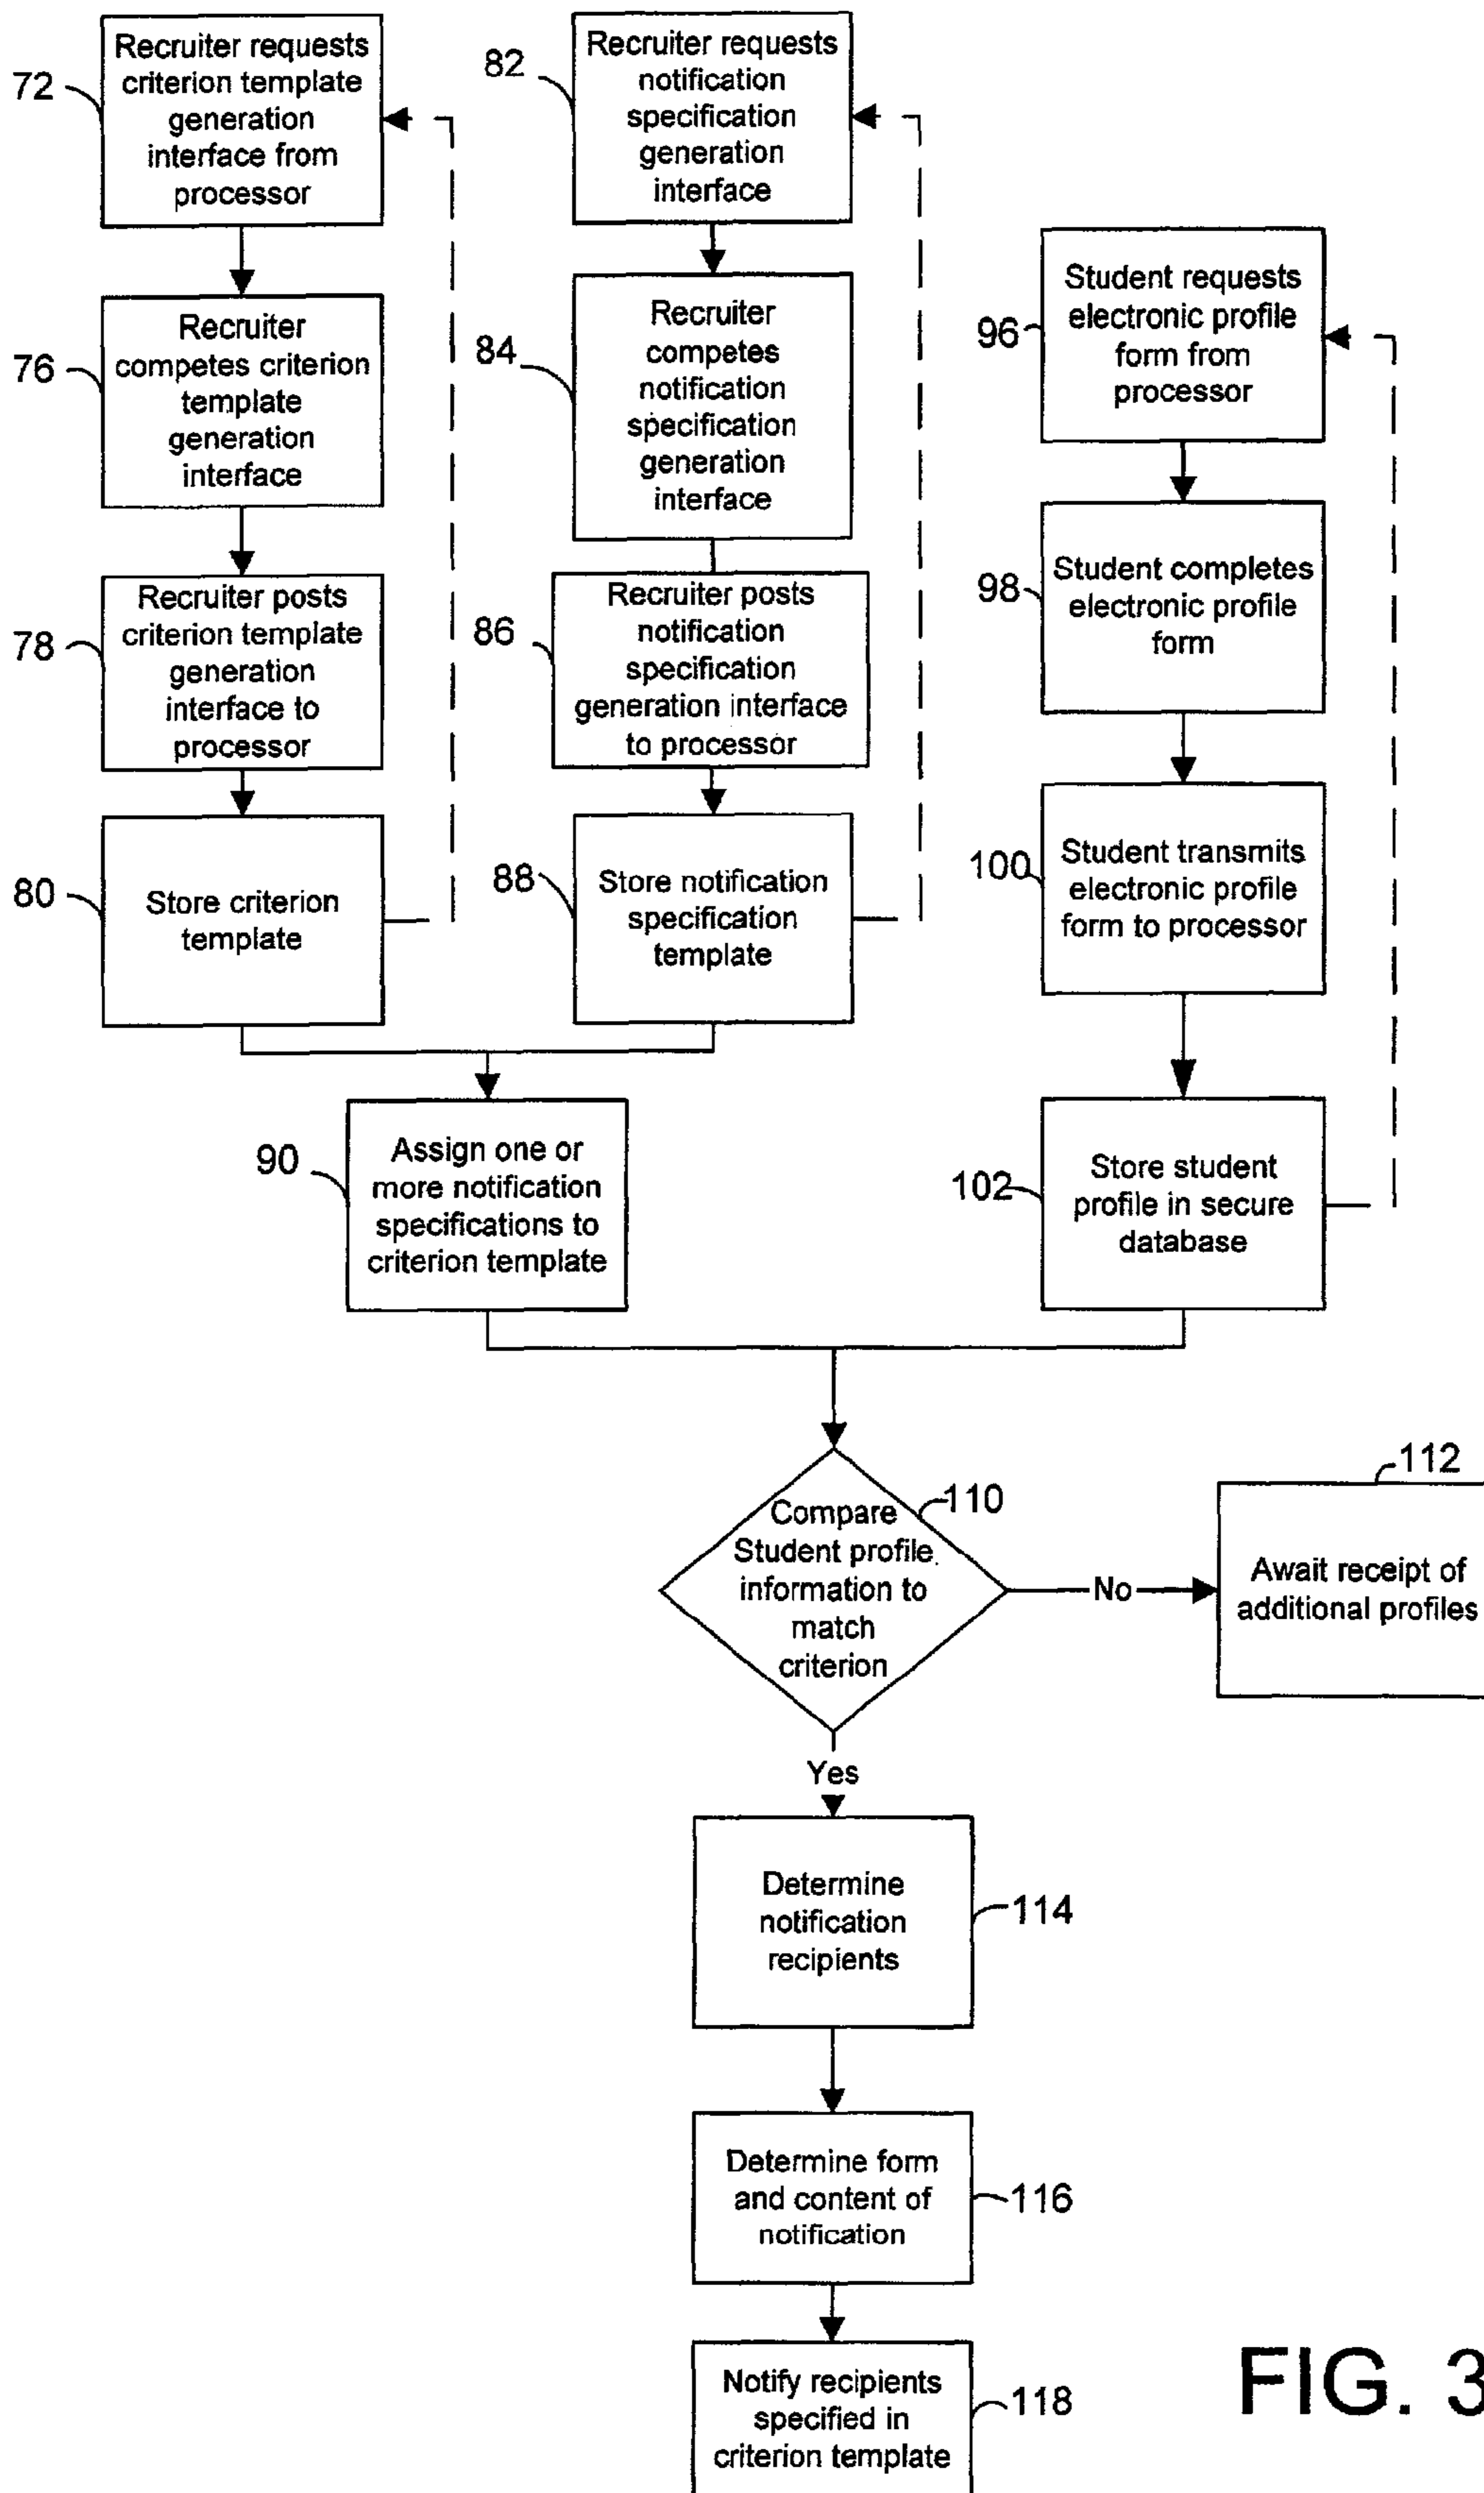 72
Recruiter requests
criterion template
generation
interface from
processor
76
Recruiter
competes criterion
template
generation
interface
78
Recruiter posts
criterion template
generation
interface to
processor
80
Store criterion
template
82
Recruiter requests
notification
specification
generation
interface
84
Recruiter
competes
notification
specification
generation
interface
86
Recruiter posts
notification
specification
generation interface
to processor
88
Store notification
specification
template
90
Assign one or
more notification
specifications to
criterion template
96
Student requests
electronic profile
form from
processor
98
Student completes
electronic profile
form
100
Student transmits
electronic profile
form to processor
102
Store student
profile in secure
database
110
Compare
Student profile
information to
match
criterion
No
112
Await receipt of
additional profiles
Yes
114
Determine
notification
recipients
116
Determine form
and content of
notification
118
Notify recipients
specified in
criterion template
FIG. 3